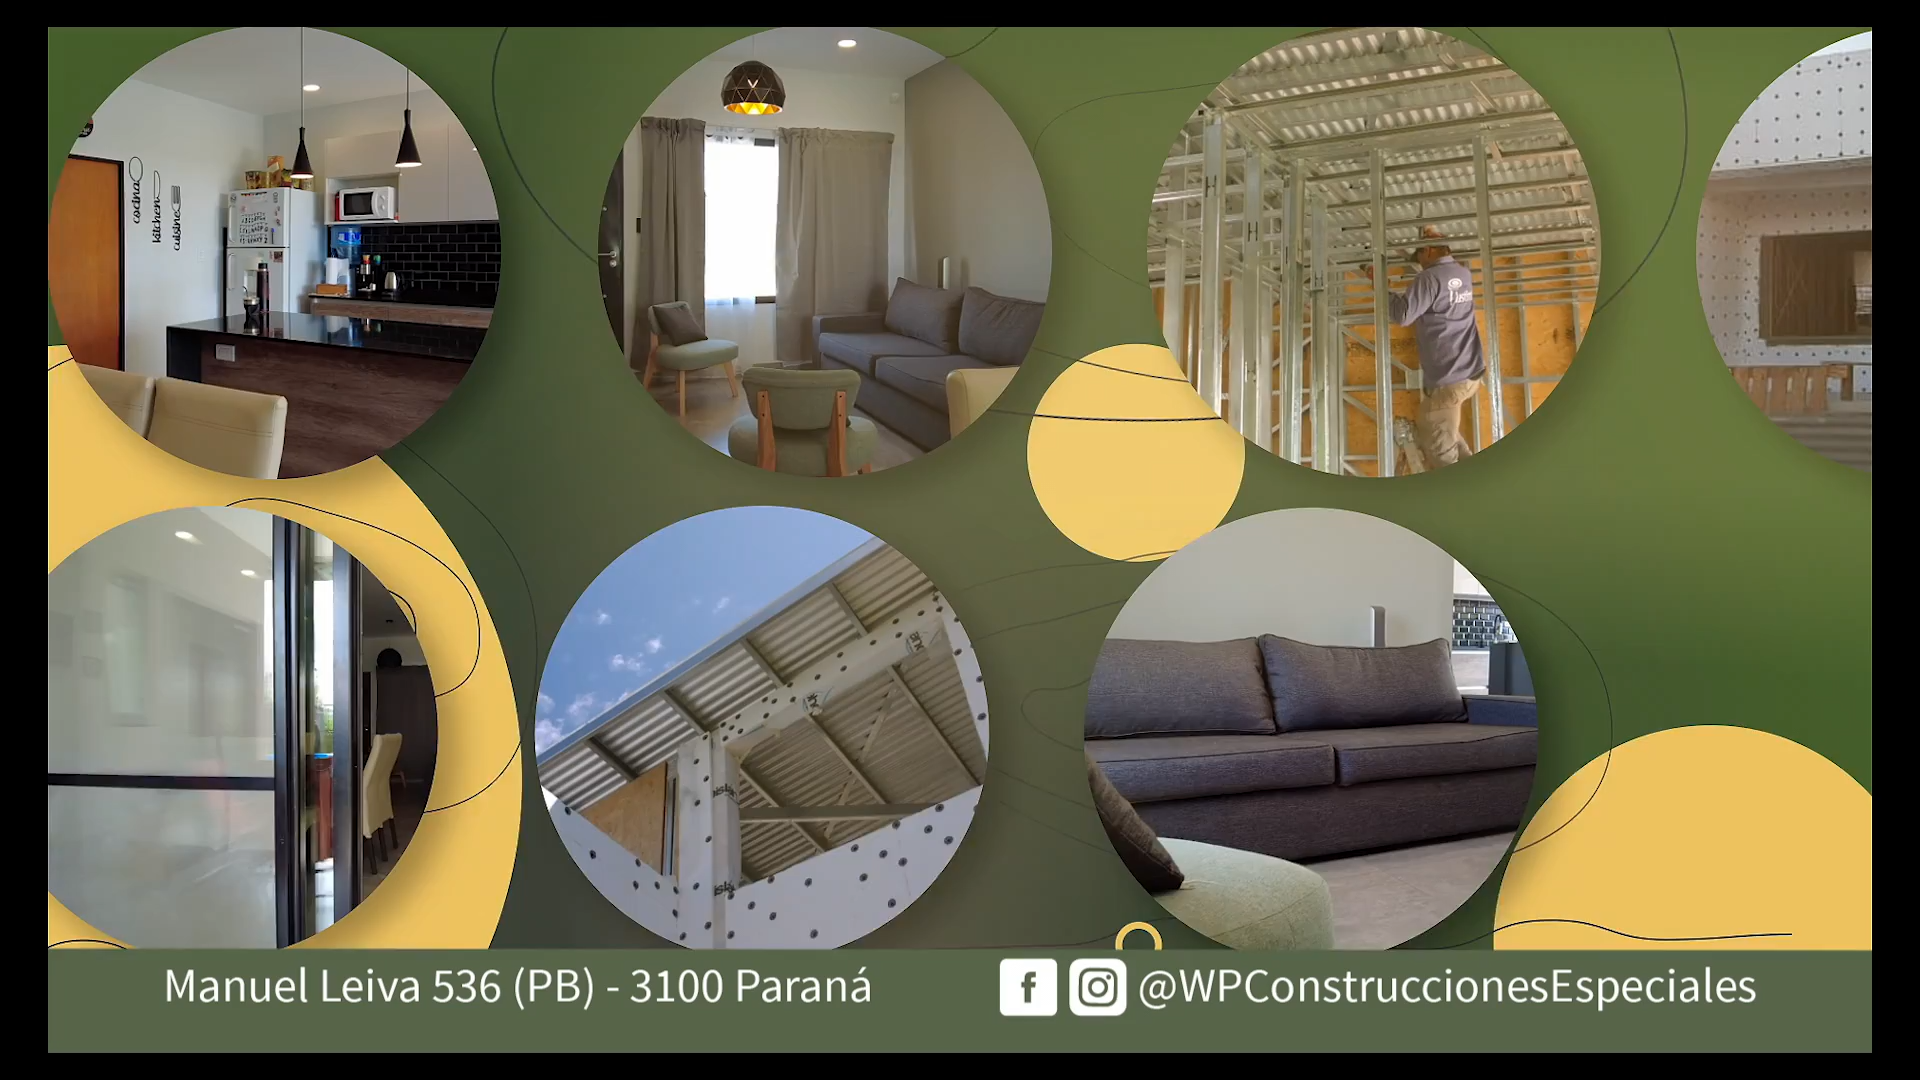 cocina
kitchen
cuisine
Manuel Leiva 536 (PB) - 3100 Paraná
@WPConstruccionesEspeciales